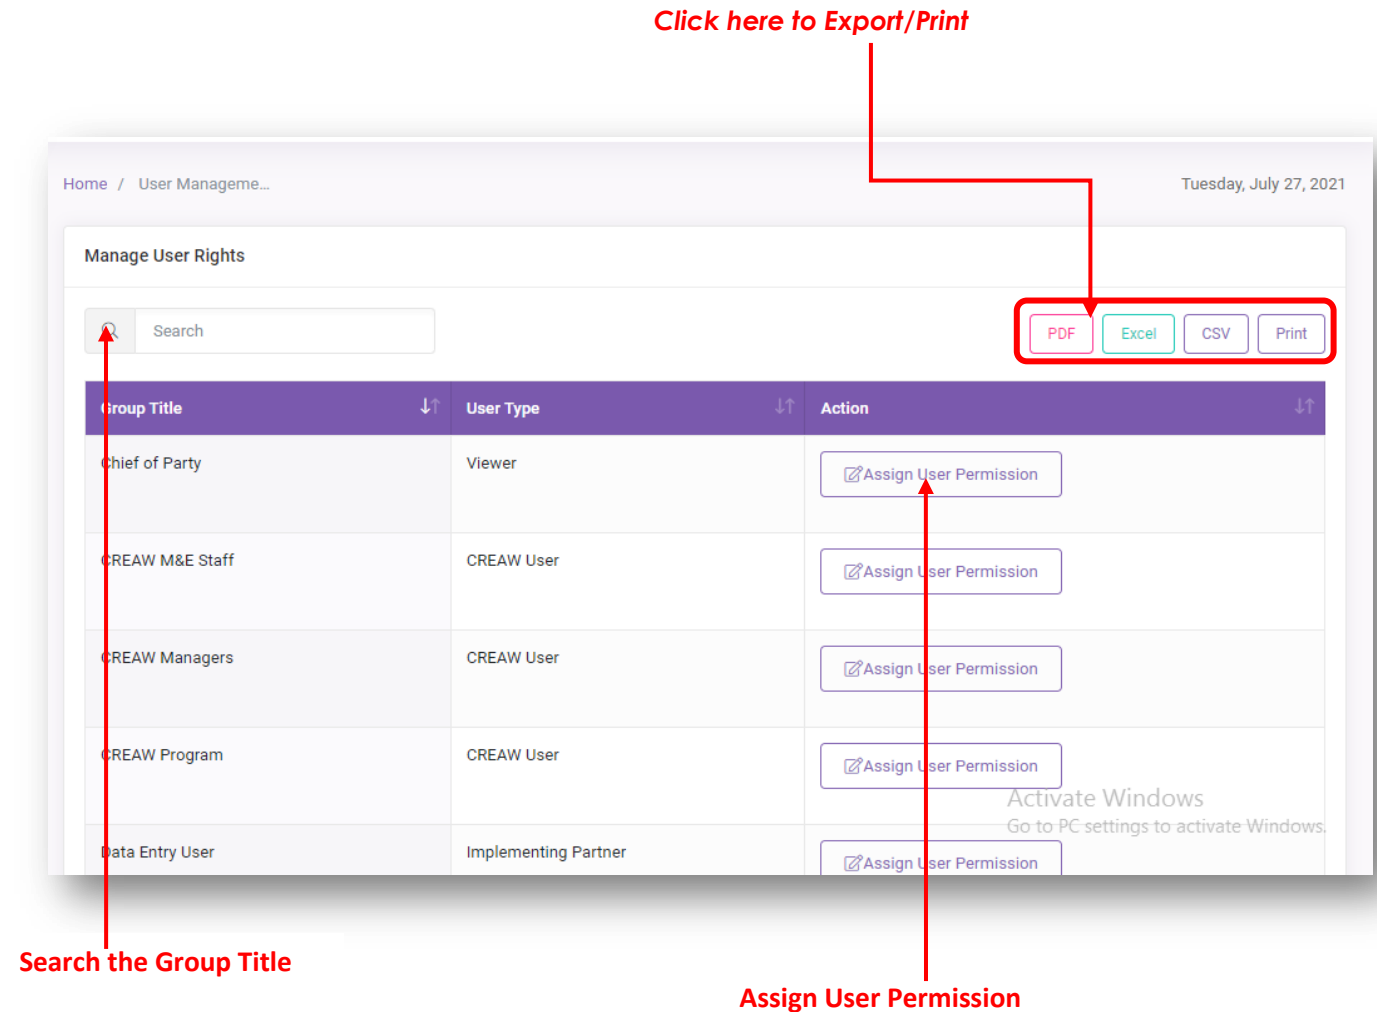 Click here to Export/Print
Home / User Manageme...
Tuesday, July 27, 2021
Manage User Rights
Search
PDF Excel CSV Print
Group Title User Type Action
Chief of Party Viewer Assign User Permission
CREAW M&E Staff CREAW User Assign User Permission
CREAW Managers CREAW User Assign User Permission
CREAW Program CREAW User Assign User Permission
Activate Windows
Go to PC settings to activate Windows.
Data Entry User Implementing Partner Assign User Permission
Search the Group Title
Assign User Permission